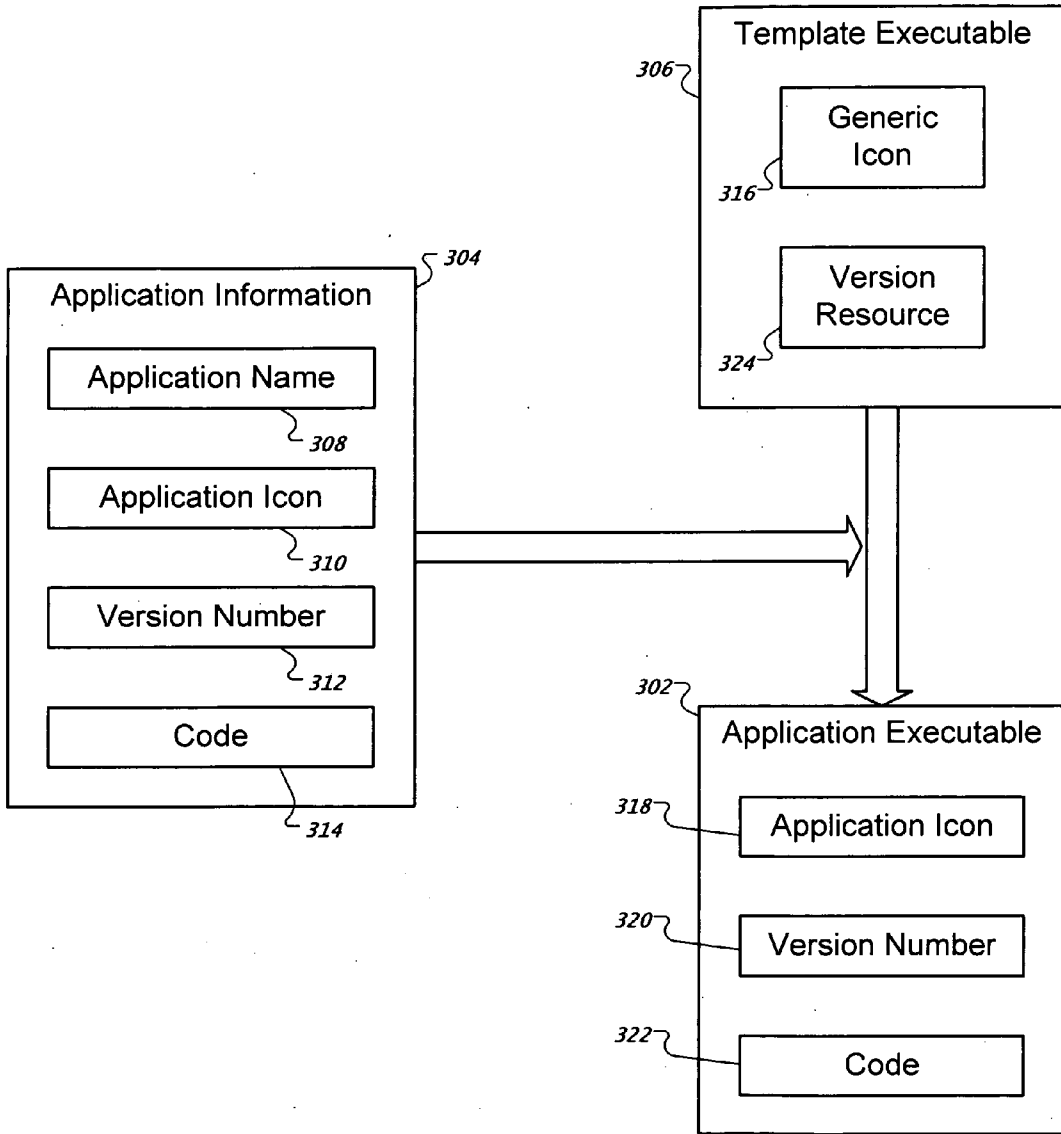 Template Executable
306
Generic
Icon
316
Version
Resource
324
304
Application Information
Application Name
308
Application Icon
310
Version Number
312
Code
314
302
Application Executable
318
Application Icon
320
Version Number
322
Code